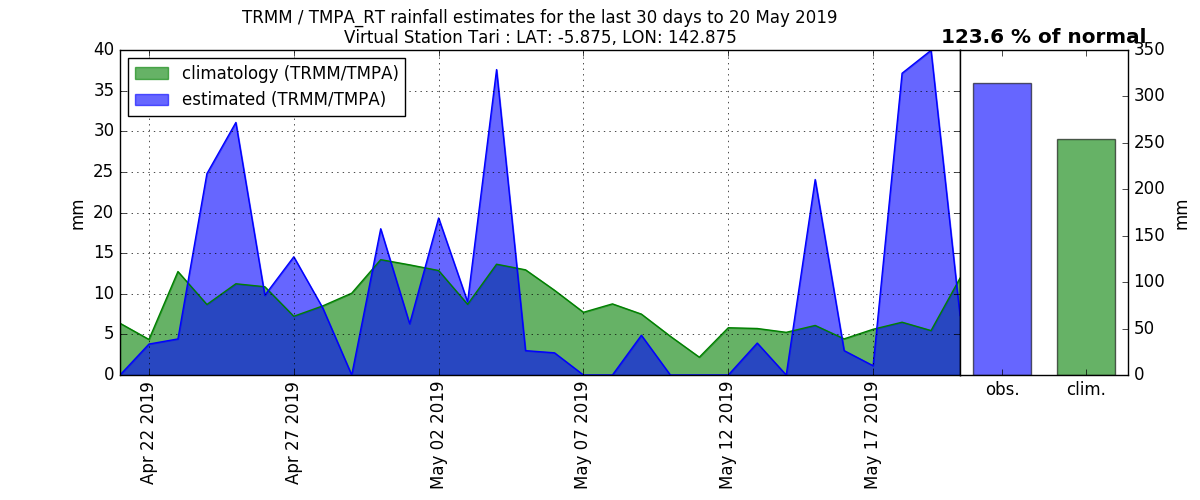 TRMM / TMPA_RT rainfall estimates for the last 30 days to 20 May 2019
Virtual Station Tari : LAT: -5.875, LON: 142.875
123.6 % of normal
climatology (TRMM/TMPA)
estimated (TRMM/TMPA)
40
35
30
25
20
15
10
5
0
mm
Apr 22 2019
Apr 27 2019
May 02 2019
May 07 2019
May 12 2019
May 17 2019
obs.
clim.
350
300
250
200
150
100
50
0
mm